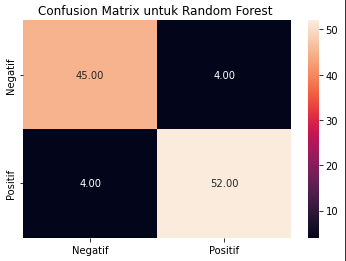 Confusion Matrix untuk Random Forest
Negatif
45.00
4.00
50
40
30
20
10
Positif
4.00
52.00
Negatif
Positif